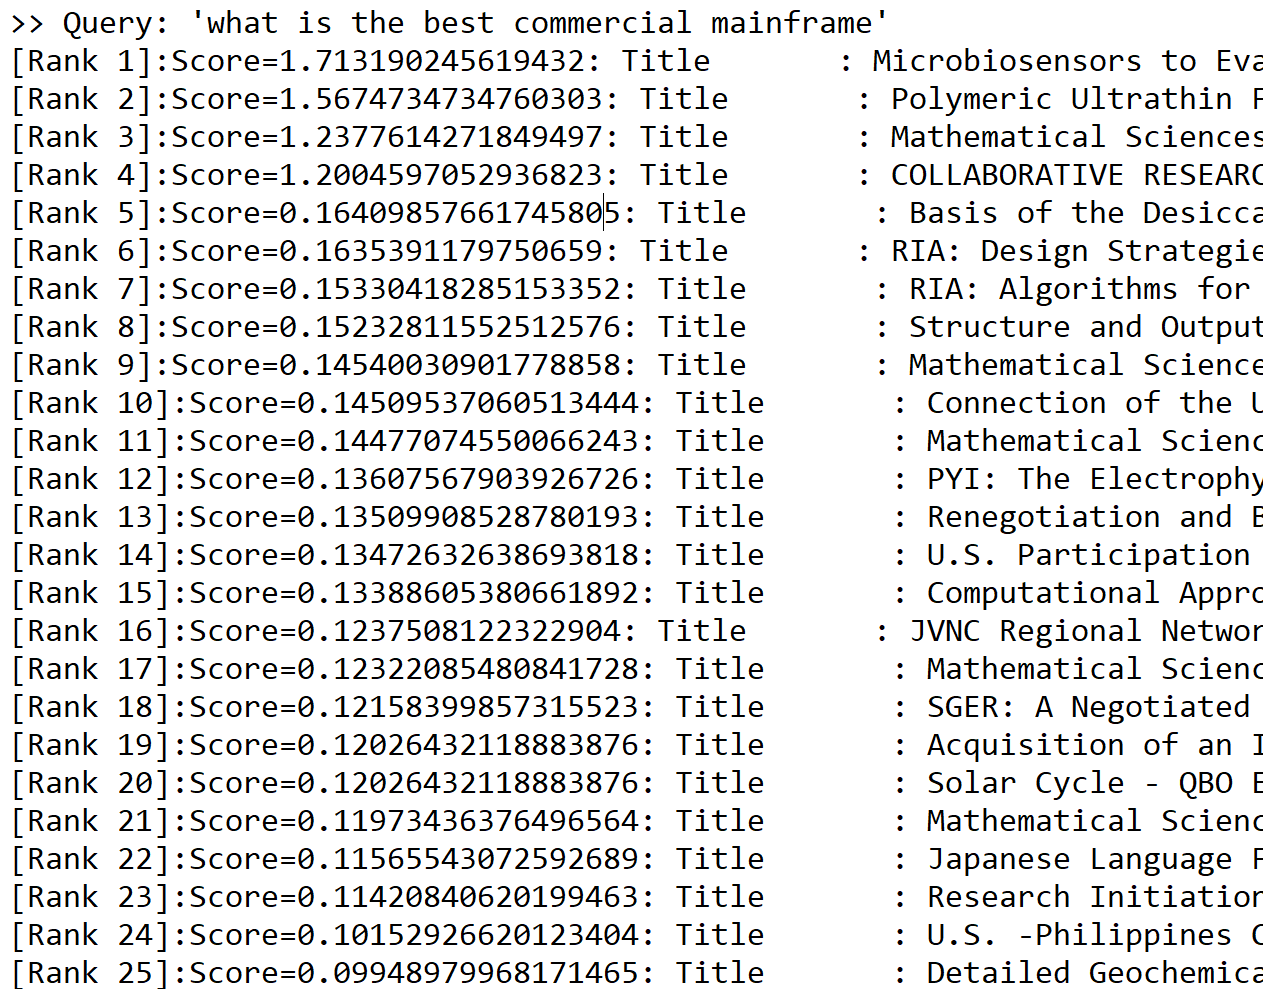 >> Query: 'what is the best commercial mainframe'
[Rank 1]:Score=1.713190245619432: Title : Microbiosensors to Eva
[Rank 2]:Score=1.5674734734760303: Title : Polymeric Ultrathin F
[Rank 3]:Score=1.2377614271849497: Title : Mathematical Sciences
[Rank 4]:Score=1.2004597052936823: Title : COLLABORATIVE RESEARC
[Rank 5]:Score=0.16409857661745805: Title : Basis of the Desicca
[Rank 6]:Score=0.1635391179750659: Title : RIA: Design Strategie
[Rank 7]:Score=0.15330418285153352: Title : RIA: Algorithms for
[Rank 8]:Score=0.15232811552512576: Title : Structure and Output
[Rank 9]:Score=0.14540030901778858: Title : Mathematical Science
[Rank 10]:Score=0.14509537060513444: Title : Connection of the U
[Rank 11]:Score=0.14477074550066243: Title : Mathematical Scienc
[Rank 12]:Score=0.13607567903926726: Title : PYI: The Electrophy
[Rank 13]:Score=0.13509908528780193: Title : Renegotiation and B
[Rank 14]:Score=0.13472632638693818: Title : U.S. Participation
[Rank 15]:Score=0.13388605380661892: Title : Computational Appro
[Rank 16]:Score=0.1237508122322904: Title : JVNC Regional Networ
[Rank 17]:Score=0.12322085480841728: Title : Mathematical Scienc
[Rank 18]:Score=0.12158399857315523: Title : SGER: A Negotiated
[Rank 19]:Score=0.12026432118883876: Title : Acquisition of an I
[Rank 20]:Score=0.12026432118883876: Title : Solar Cycle - QBO E
[Rank 21]:Score=0.11973436376496564: Title : Mathematical Scienc
[Rank 22]:Score=0.11565543072592689: Title : Japanese Language F
[Rank 23]:Score=0.11420840620199463: Title : Research Initiation
[Rank 24]:Score=0.10152926620123404: Title : U.S. -Philippines C
[Rank 25]:Score=0.09948979968171465: Title : Detailed Geochemica